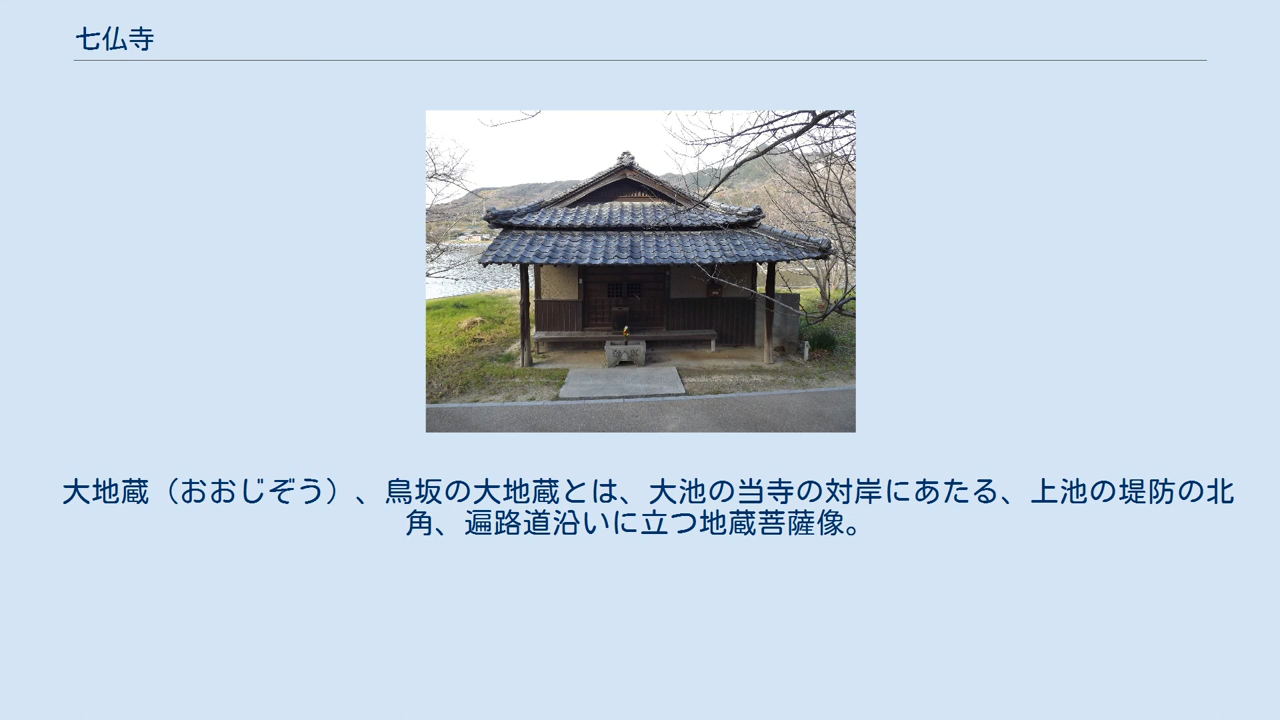 七仏寺
大地蔵（おおじぞう）、鳥坂の大地蔵とは、大池の当寺の対岸にあたる、上池の堤防の北
角、遍路道沿いに立つ地蔵菩薩像。